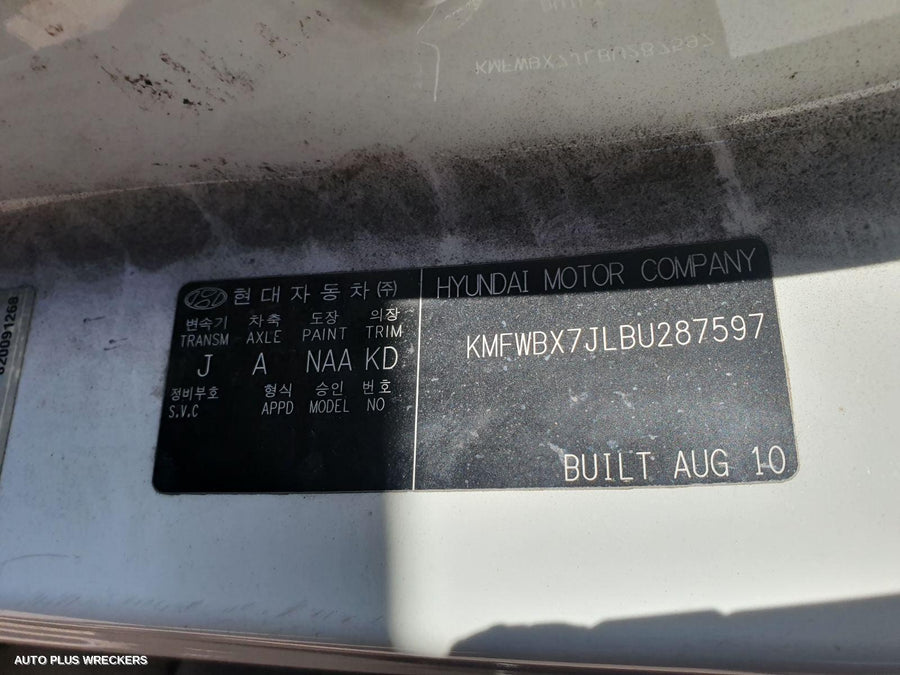 현대자동차(주) HYUNDAI MOTOR COMPANY
변속기 차축 도장 의장
TRANSM AXLE PAINT TRIM
J A NAA KD
KMFWBX7JLBU287597
정비부호 형식 승인 번호
S.V.C APPD MODEL NO
BUILT AUG 10
KMFWBX7JLBU287597
AUTO PLUS WRECKERS